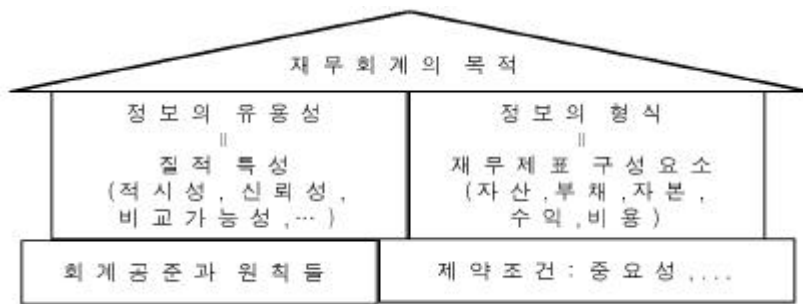 재무회계의 목적
정보의 유용성
=
질적 특성
(적시성, 신뢰성,
비교가능성,…)
정보의 형식
=
재무제표 구성요소
(자산,부채,자본,
수익,비용)
회계공준과 원칙들
제약조건: 중요성,....